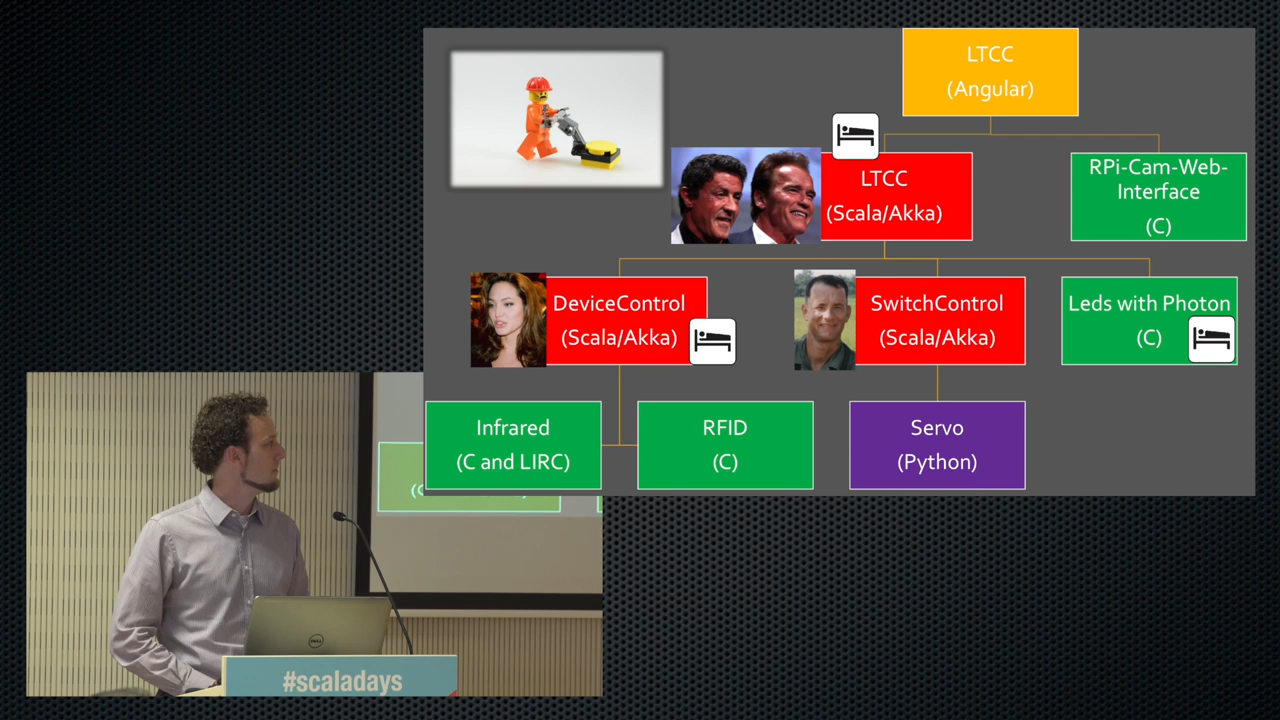 LTCC
(Angular)
LTCC
(Scala/Akka)
RPi-Cam-Web-
Interface
(C)
DeviceControl
(Scala/Akka)
SwitchControl
(Scala/Akka)
Leds with Photon
(C)
Infrared
(C and LIRC)
RFID
(C)
Servo
(Python)
DELL
#scaladays